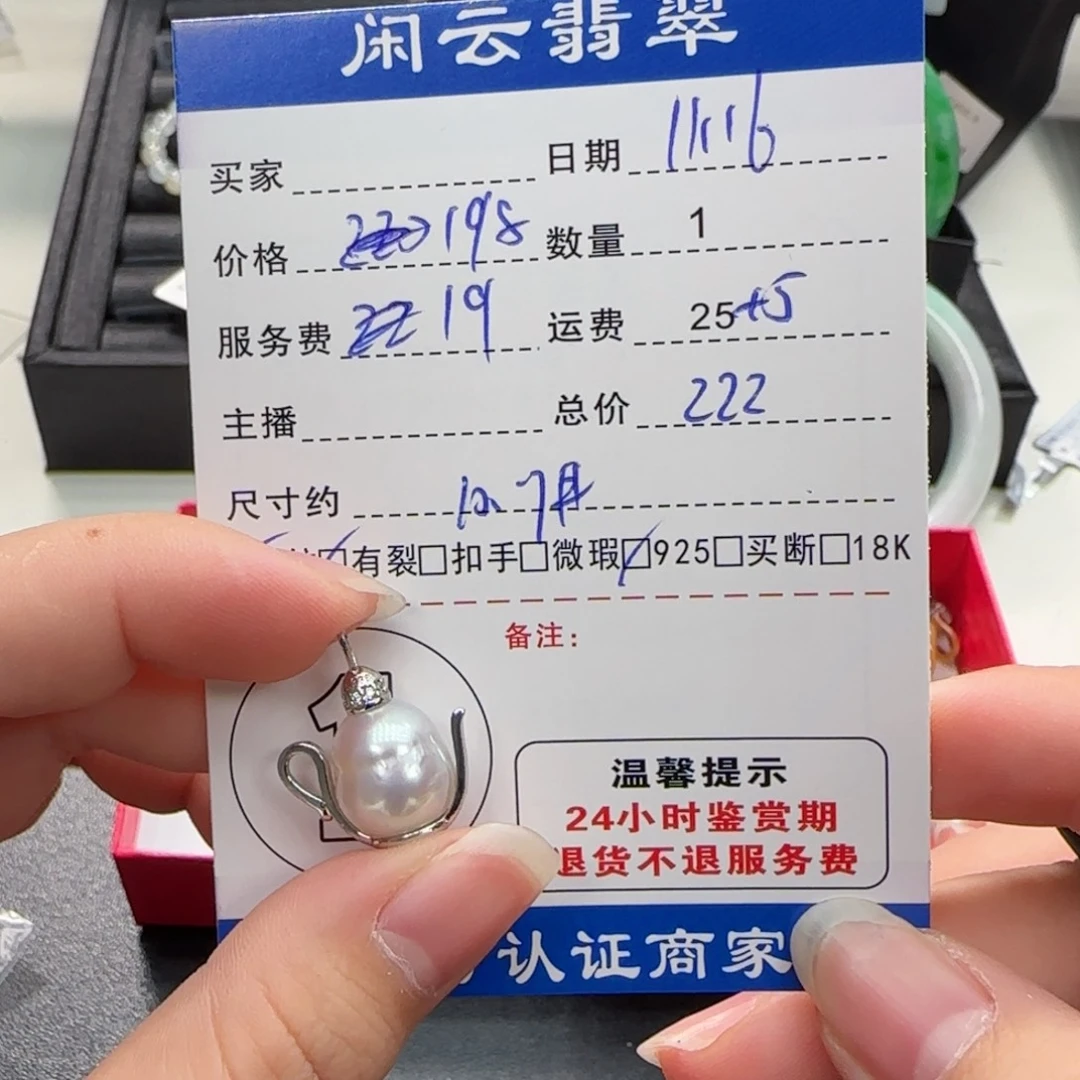 闲云翡翠
买家 日期 11.16
价格 198 数量 1
服务费 19 运费 25+5
主播 总价 222
尺寸约
有裂□扣手□微瑕□925□买断□18K
备注：
温馨提示
24小时鉴赏期
退货不退服务费
认证商家